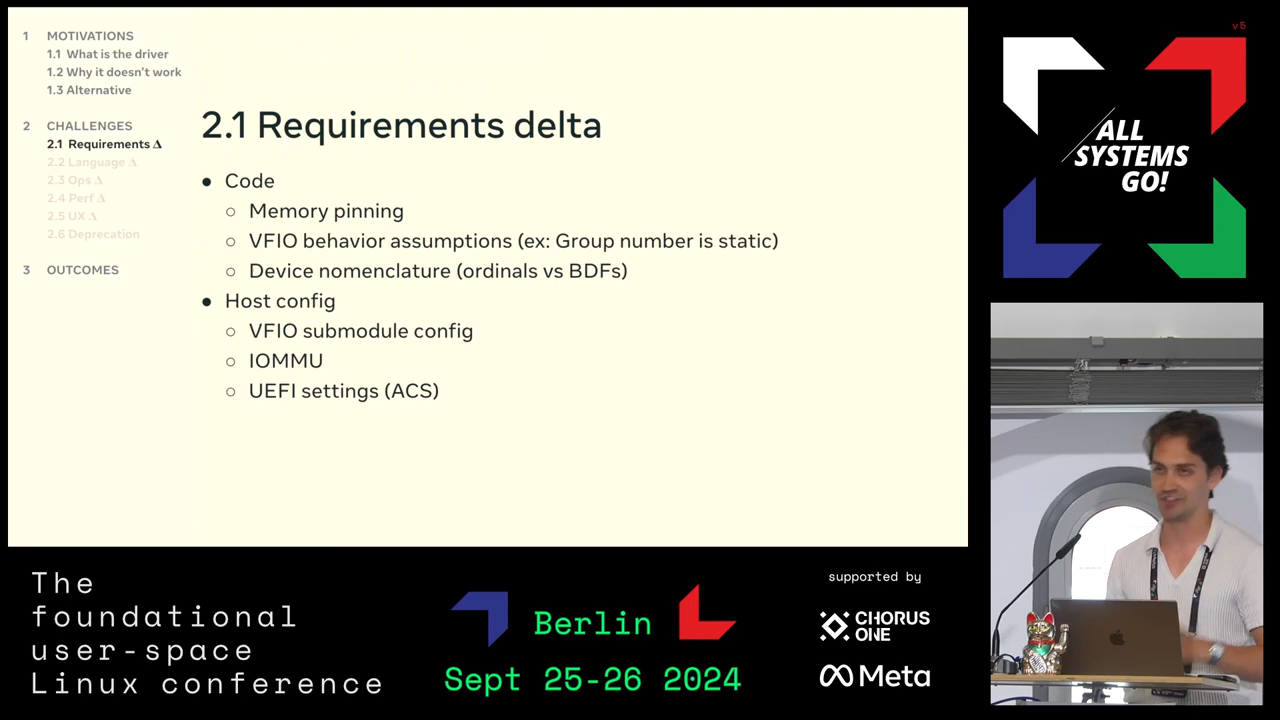 1 MOTIVATIONS
1.1 What is the driver
1.2 Why it doesn't work
1.3 Alternative
2 CHALLENGES
2.1 Requirements Δ
2.2 Language Δ
2.3 Ops Δ
2.4 Perf Δ
2.5 UX Δ
2.6 Deprecation
3 OUTCOMES
2.1 Requirements delta
● Code
○ Memory pinning
○ VFIO behavior assumptions (ex: Group number is static)
○ Device nomenclature (ordinals vs BDFs)
● Host config
○ VFIO submodule config
○ IOMMU
○ UEFI settings (ACS)
v5
ALL
SYSTEMS
GO!
The
foundational
user-space
Linux conference
Berlin
Sept 25-26 2024
supported by
CHORUS
ONE
Meta